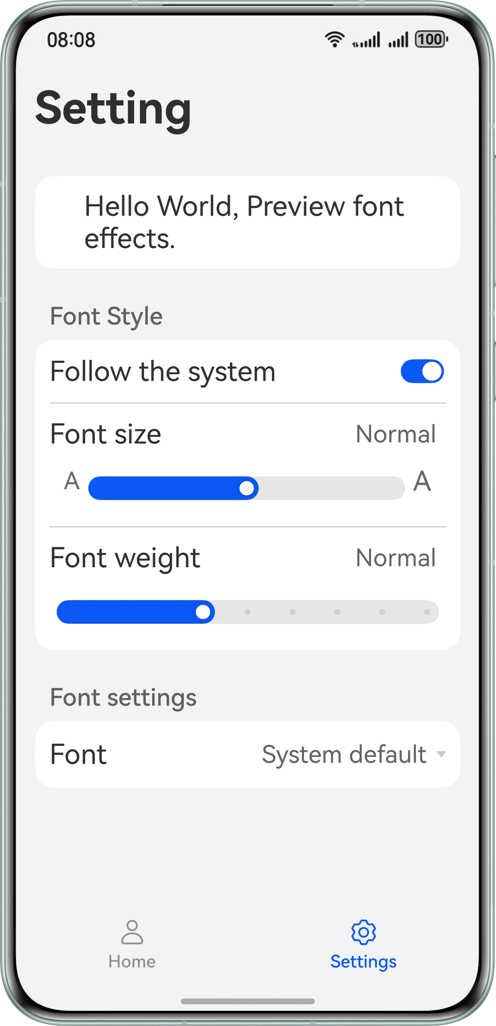 08:08
100
Setting
Hello World, Preview font
effects.
Font Style
Follow the system
Font size Normal
A A
Font weight Normal
Font settings
Font System default
Home Settings